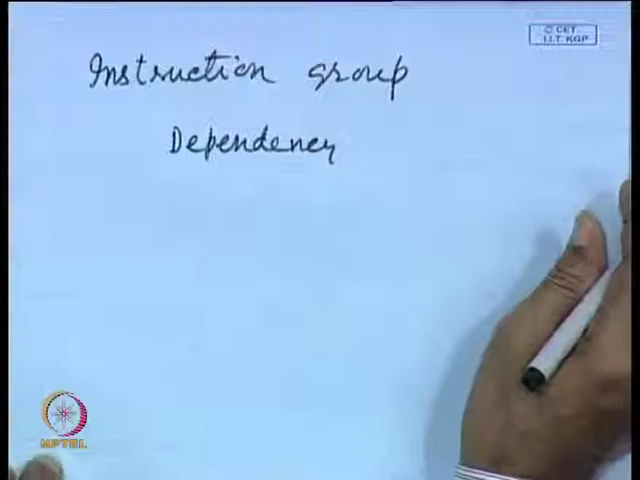 © CET
I.I.T. KGP
Instruction group
Dependency
NPTEL